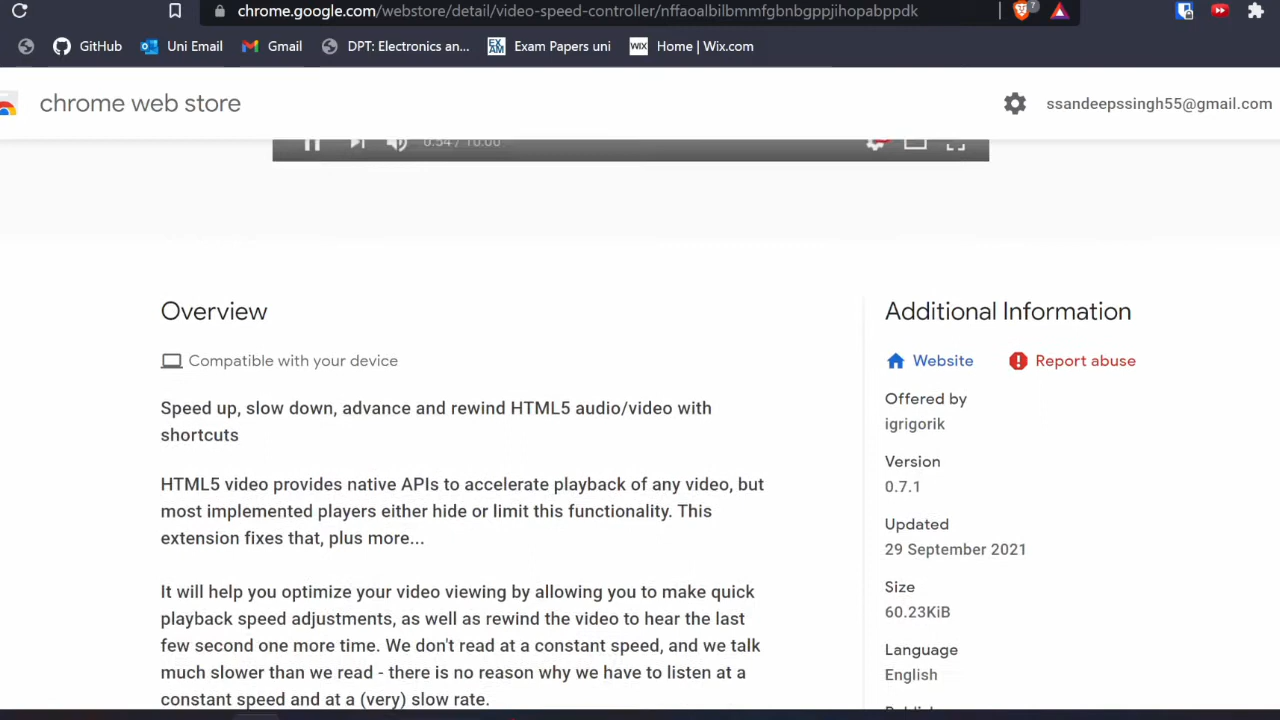 chrome.google.com/webstore/detail/video-speed-controller/nffaoalbilbmmfgbnbgppjihopabppdk
7
GitHub
Uni Email
Gmail
DPT: Electronics an...
EXAM
Exam Papers uni
WIX
Home | Wix.com
chrome web store
ssandeepssingh55@gmail.com
0:54 / 10:00
Overview
Compatible with your device
Speed up, slow down, advance and rewind HTML5 audio/video with
shortcuts
HTML5 video provides native APIs to accelerate playback of any video, but
most implemented players either hide or limit this functionality. This
extension fixes that, plus more...
It will help you optimize your video viewing by allowing you to make quick
playback speed adjustments, as well as rewind the video to hear the last
few second one more time. We don't read at a constant speed, and we talk
much slower than we read - there is no reason why we have to listen at a
constant speed and at a (very) slow rate.
Additional Information
Website
Report abuse
Offered by
igrigorik
Version
0.7.1
Updated
29 September 2021
Size
60.23KiB
Language
English